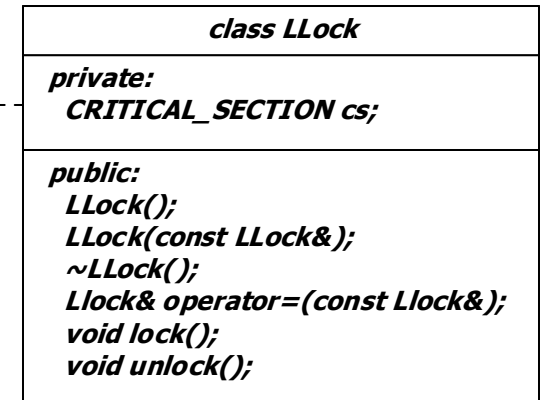 class LLock
private:
CRITICAL_SECTION cs;
public:
LLock();
LLock(const LLock&);
~LLock();
Llock& operator=(const Llock&);
void lock();
void unlock();